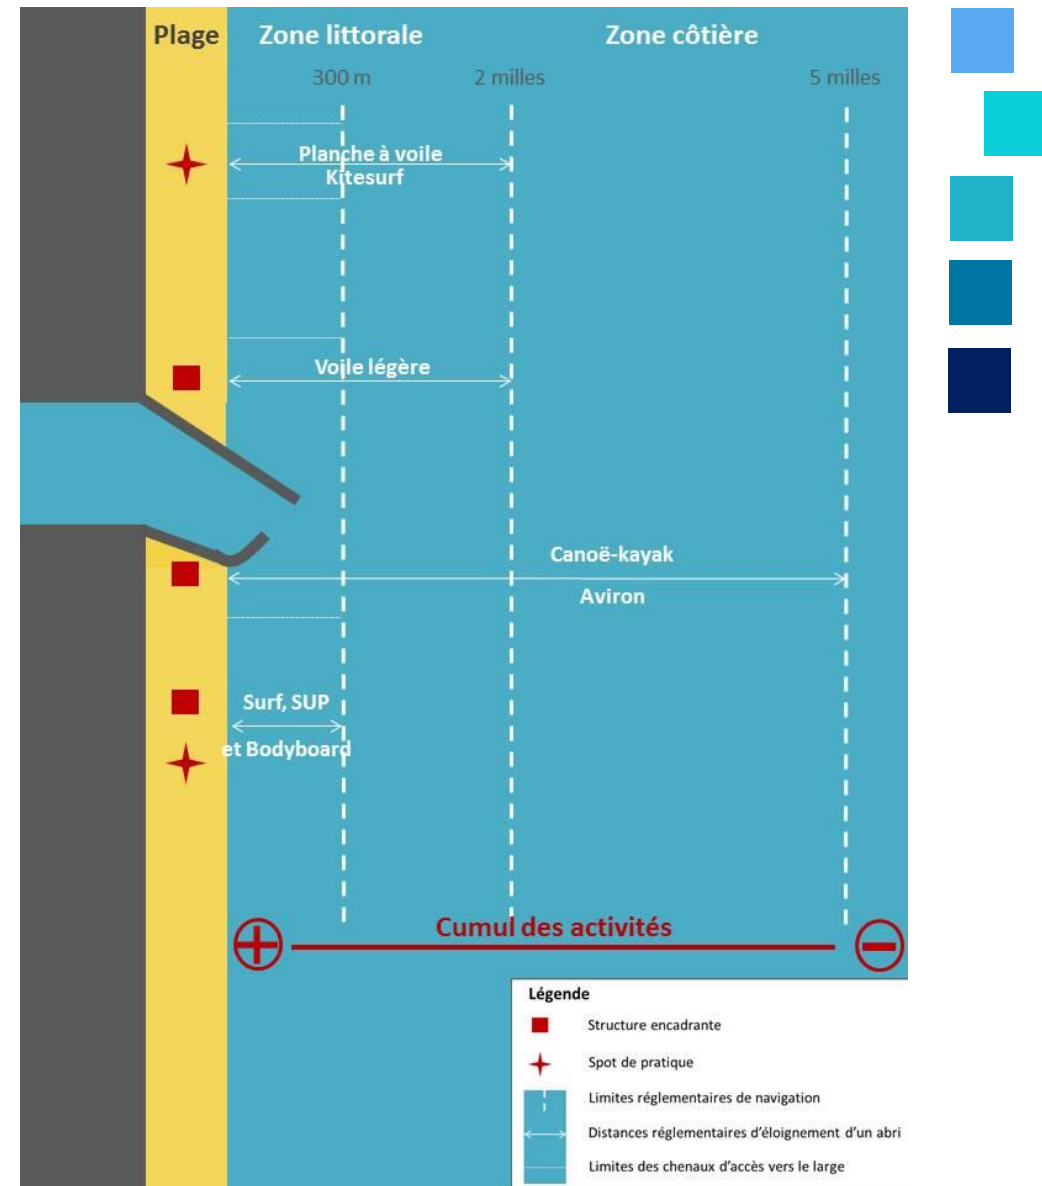 Plage
Zone littorale
Zone côtière
300 m
2 milles
5 milles
Planche à voile
Kitesurf
Voile légère
Canoë-kayak
Aviron
Surf, SUP
et Bodyboard
Cumul des activités
Légende
Structure encadrante
Spot de pratique
Limites réglementaires de navigation
Distances réglementaires d'éloignement d'un abri
Limites des chenaux d'accès vers le large